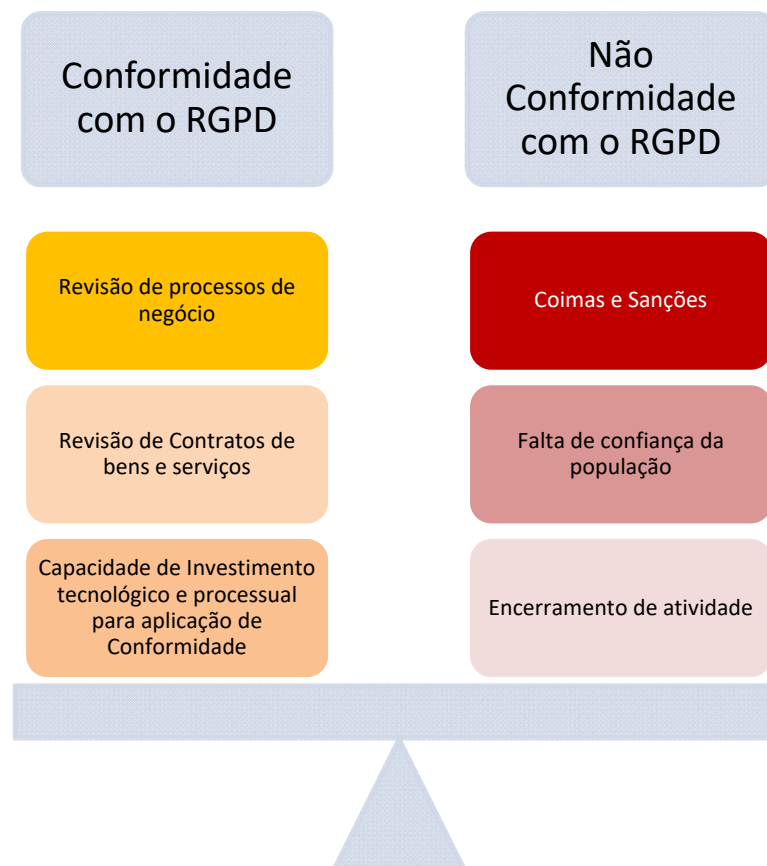 Conformidade
com o RGPD
Não
Conformidade
com o RGPD
Revisão de processos de
negócio
Coimas e Sanções
Revisão de Contratos de
bens e serviços
Falta de confiança da
população
Capacidade de Investimento
tecnológico e processual
para aplicação de
Conformidade
Encerramento de atividade